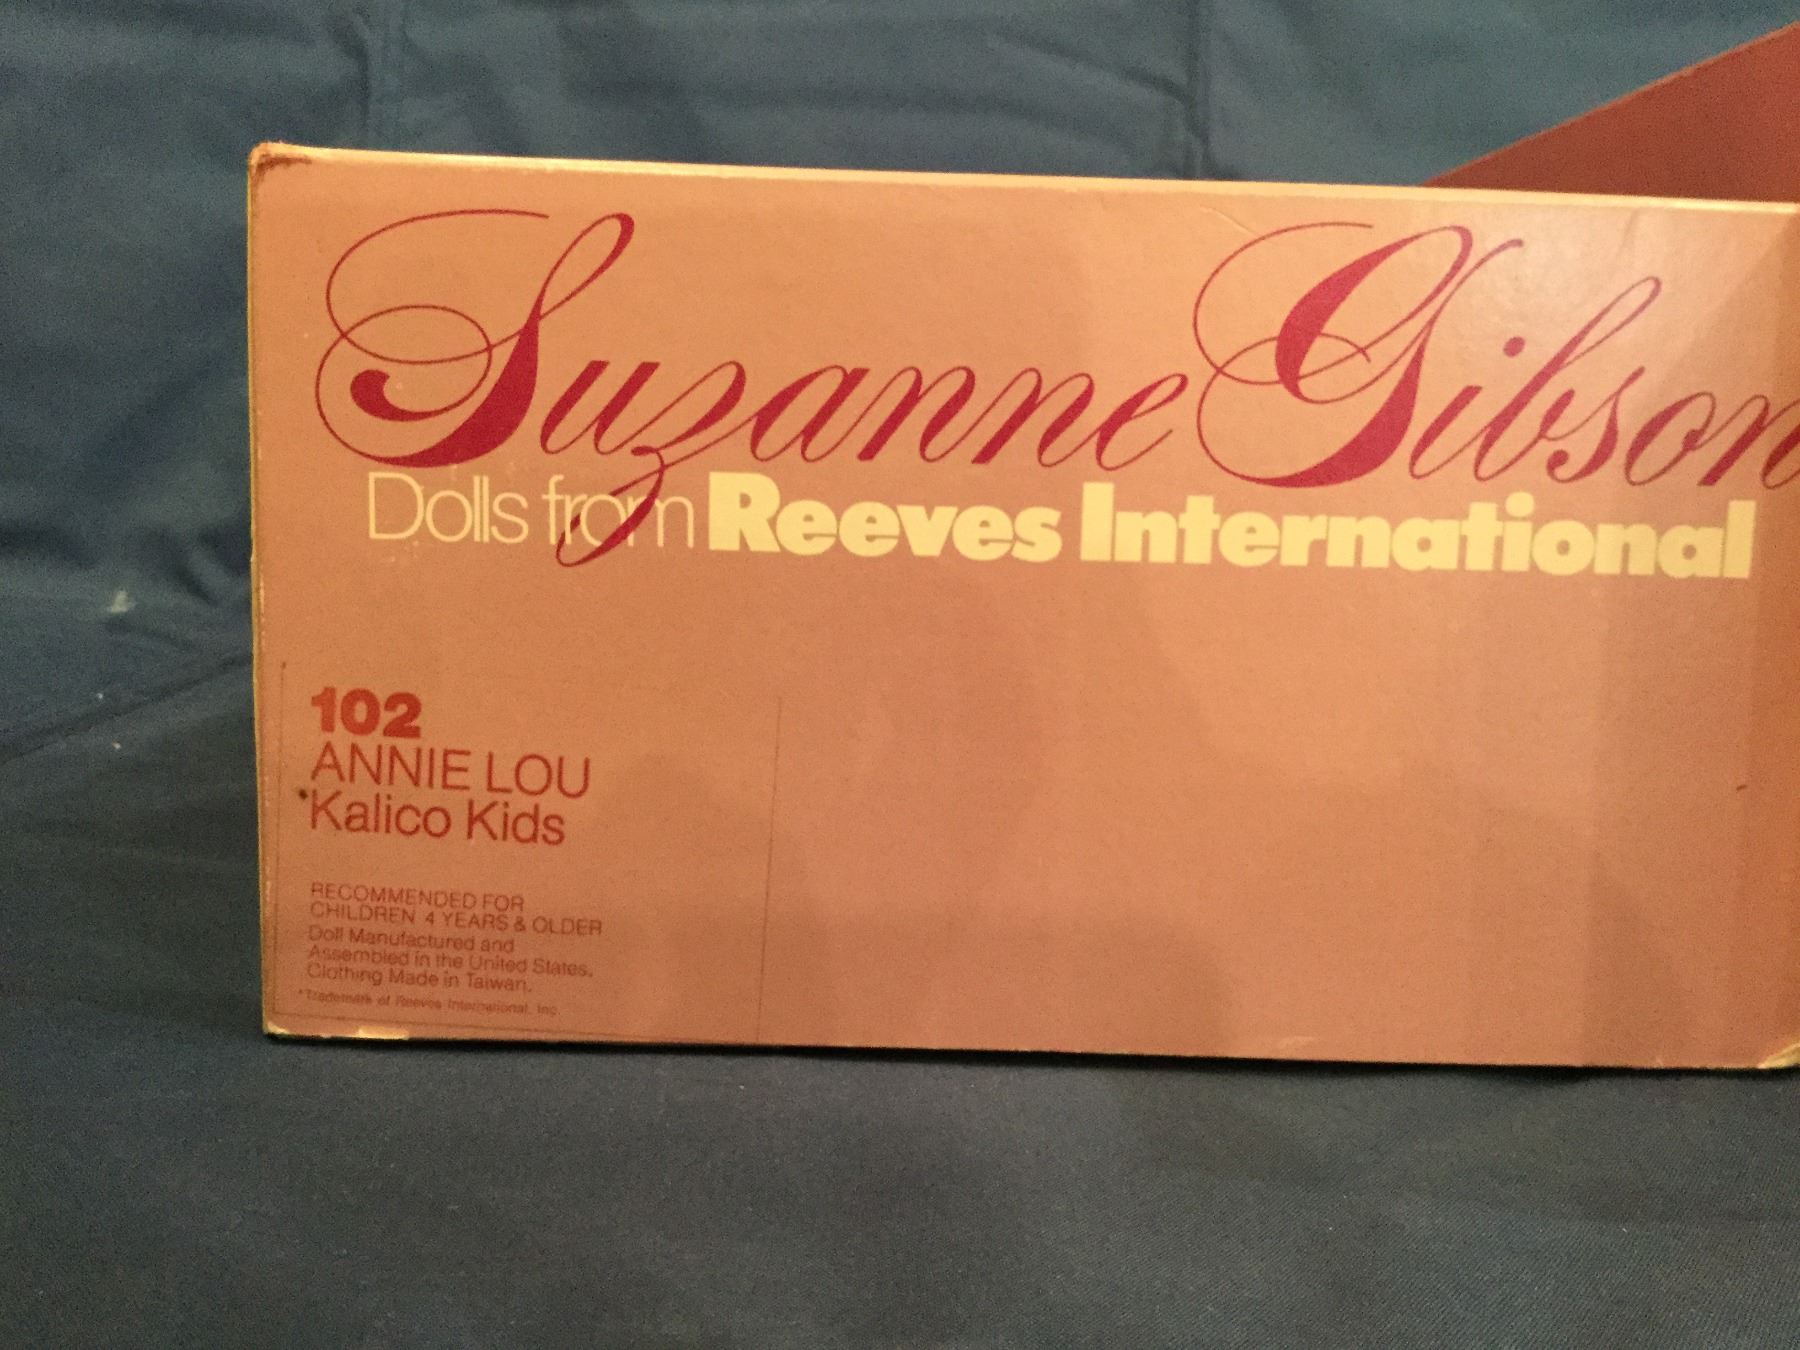 Suzanne Gibson
Dolls from Reeves International
102
ANNIE LOU
*Kalico Kids
RECOMMENDED FOR
CHILDREN 4 YEARS & OLDER
Doll Manufactured and
Assembled in the United States.
Clothing Made in Taiwan.
*Trademark of Reeves International, Inc.